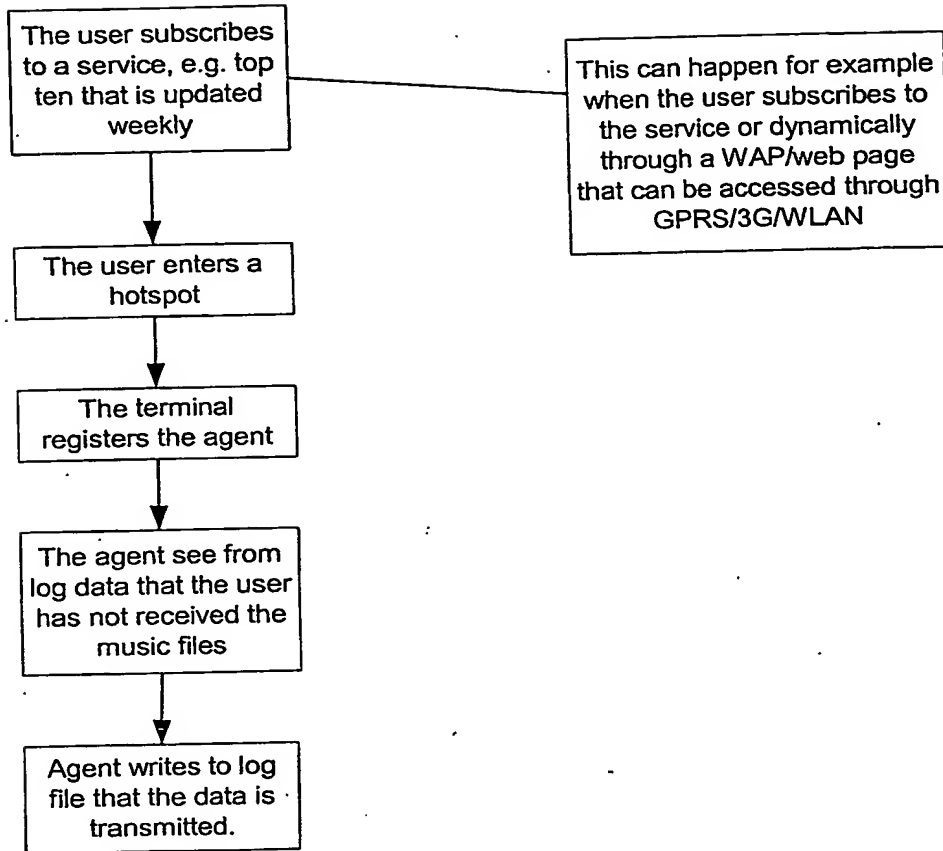 The user subscribes
to a service, e.g. top
ten that is updated
weekly
This can happen for example
when the user subscribes to
the service or dynamically
through a WAP/web page
that can be accessed through
GPRS/3G/WLAN
The user enters a
hotspot
The terminal
registers the agent
The agent see from
log data that the user
has not received the
music files
Agent writes to log
file that the data is
transmitted.